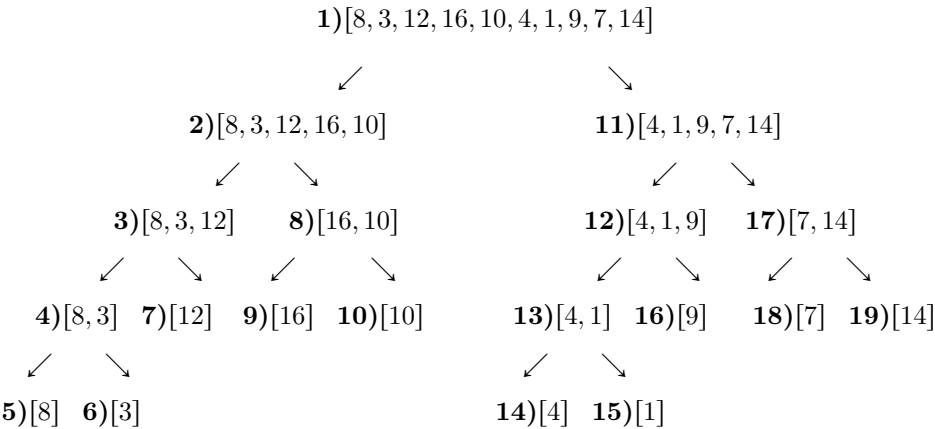 1)[8, 3, 12, 16, 10, 4, 1, 9, 7, 14]
2)[8, 3, 12, 16, 10] 11)[4, 1, 9, 7, 14]
3)[8, 3, 12] 8)[16, 10] 12)[4, 1, 9] 17)[7, 14]
4)[8, 3] 7)[12] 9)[16] 10)[10] 13)[4, 1] 16)[9] 18)[7] 19)[14]
5)[8] 6)[3] 14)[4] 15)[1]